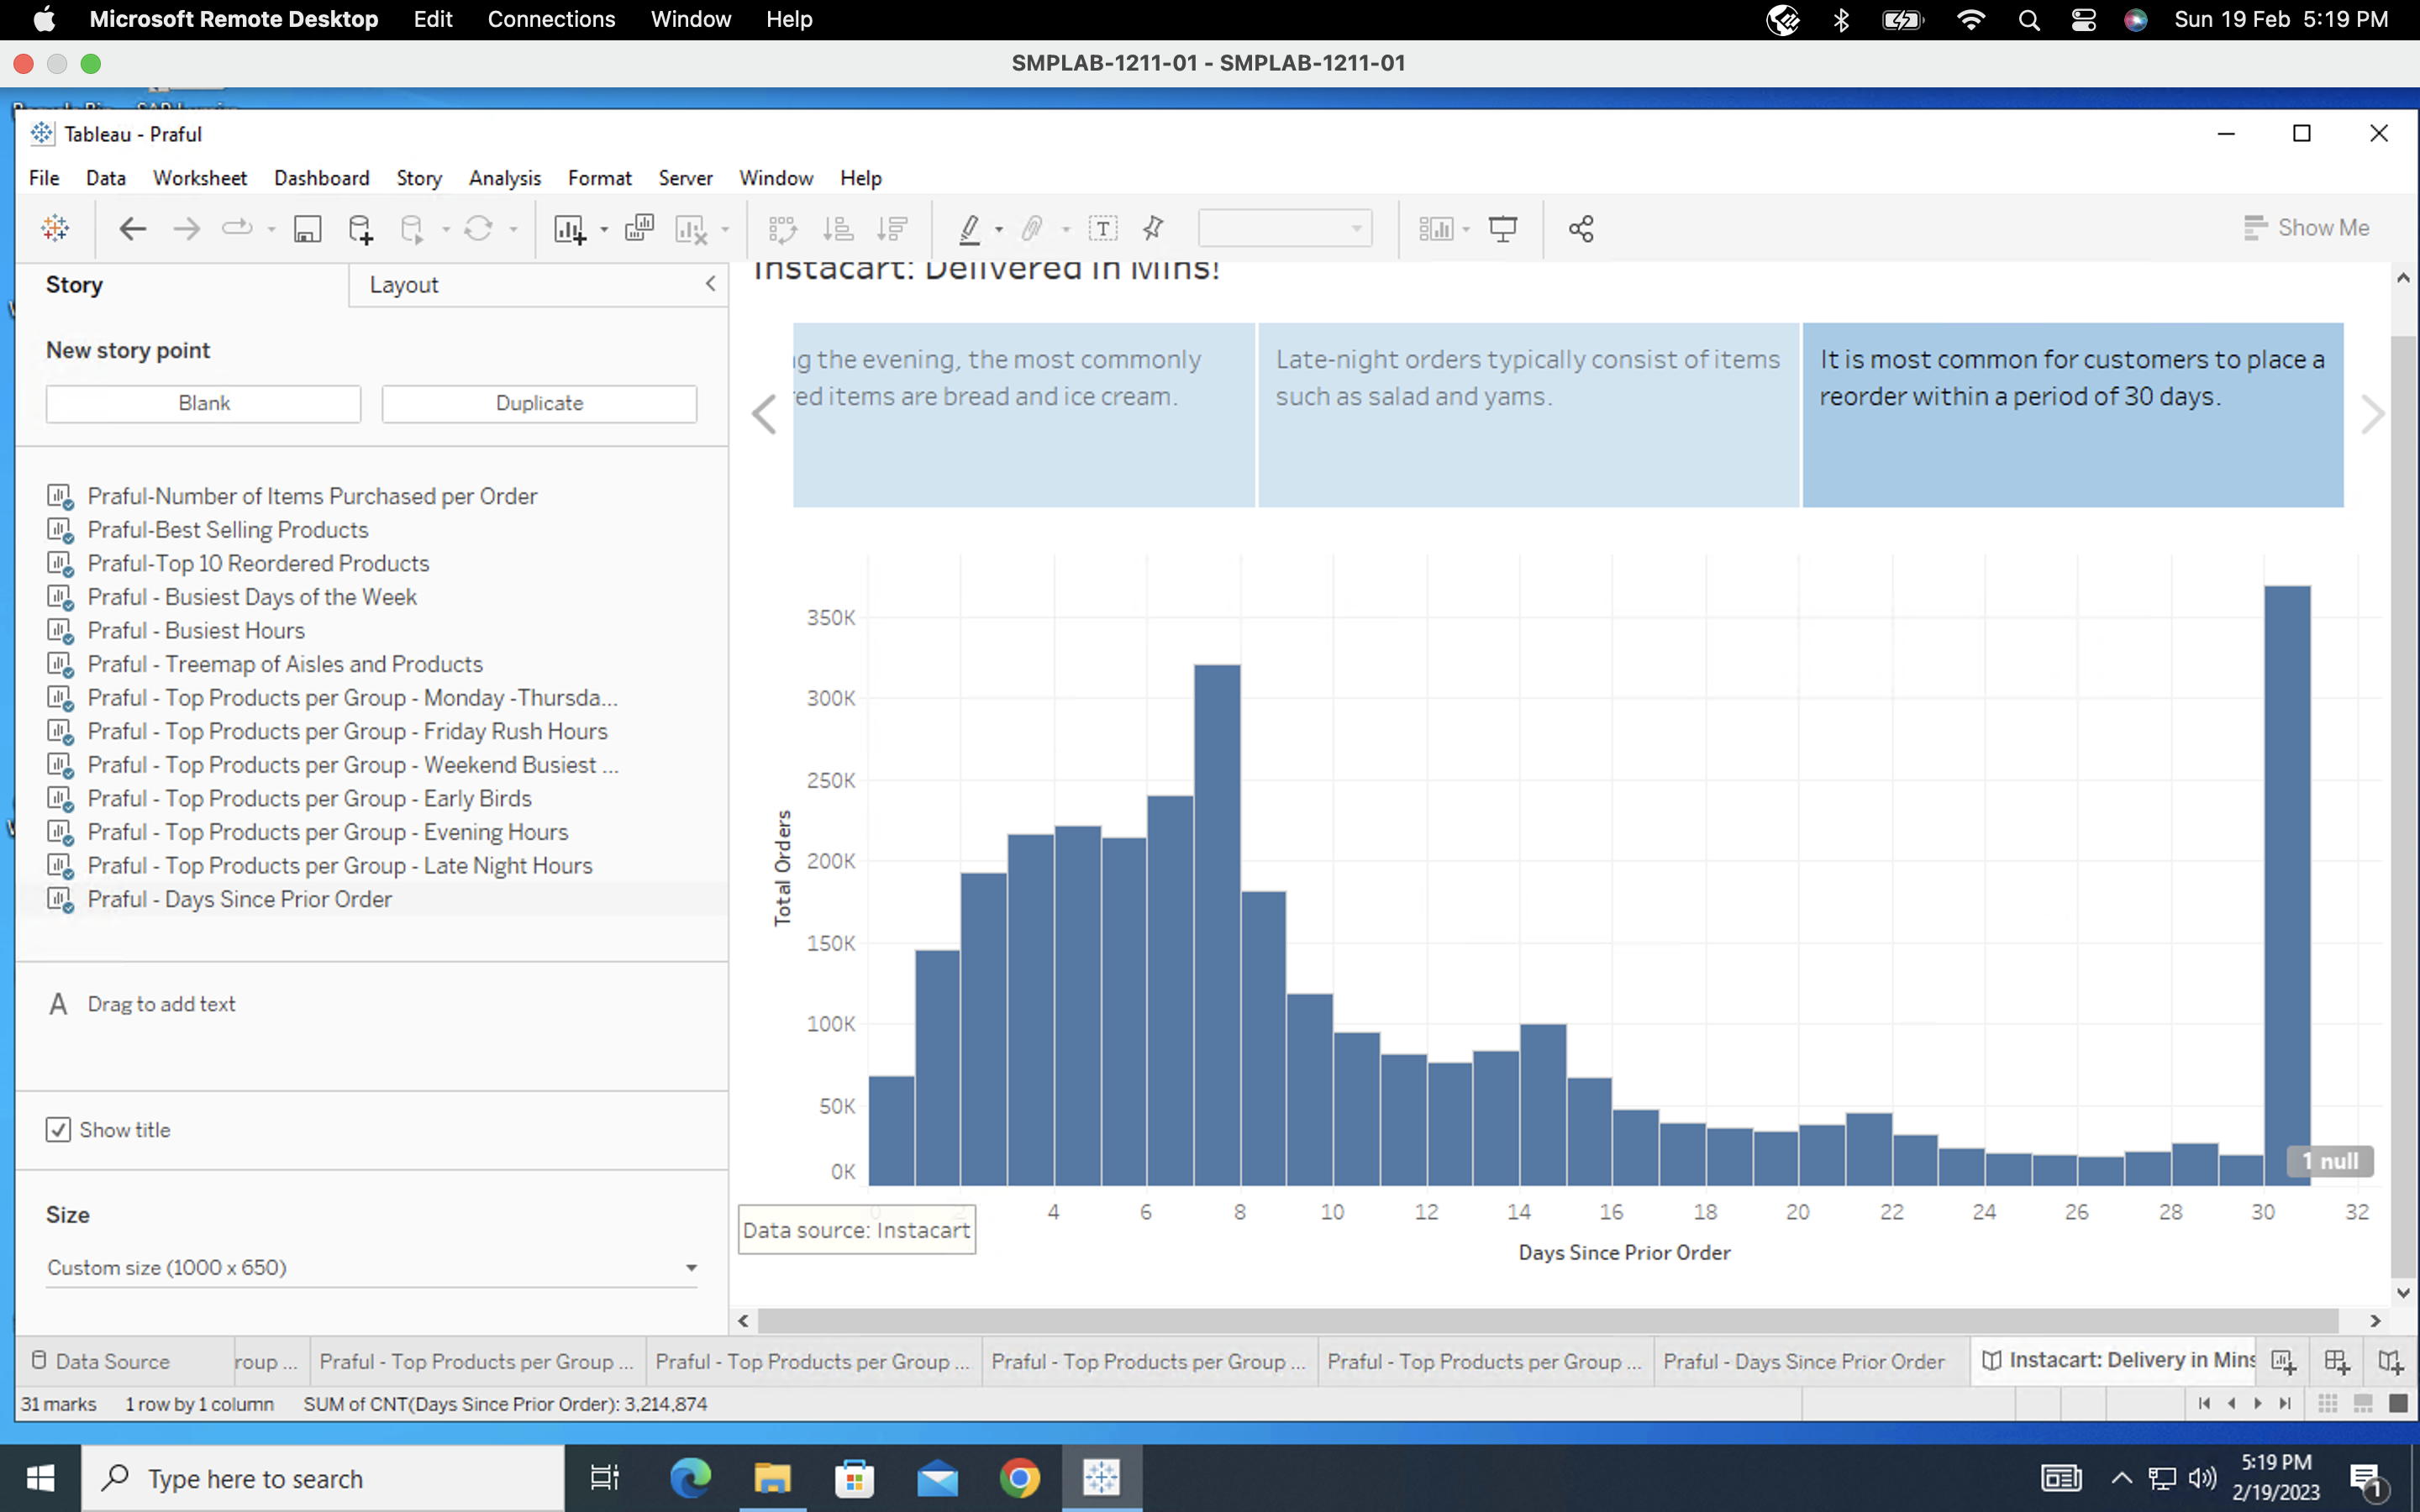 Microsoft Remote Desktop Edit Connections Window Help Sun 19 Feb 5:19 PM
SMPLAB-1211-01 - SMPLAB-1211-01
Tableau - Praful
File Data Worksheet Dashboard Story Analysis Format Server Window Help
Show Me
Story Layout
Instacart: Delivered in Mins!
New story point
Blank Duplicate
ng the evening, the most commonly
red items are bread and ice cream.
Late-night orders typically consist of items
such as salad and yams.
It is most common for customers to place a
reorder within a period of 30 days.
Praful-Number of Items Purchased per Order
Praful-Best Selling Products
Praful-Top 10 Reordered Products
Praful - Busiest Days of the Week
Praful - Busiest Hours
Praful - Treemap of Aisles and Products
Praful - Top Products per Group - Monday -Thursda...
Praful - Top Products per Group - Friday Rush Hours
Praful - Top Products per Group - Weekend Busiest ...
Praful - Top Products per Group - Early Birds
Praful - Top Products per Group - Evening Hours
Praful - Top Products per Group - Late Night Hours
Praful - Days Since Prior Order
A Drag to add text
Show title
Size
Custom size (1000 x 650)
Total Orders
350K
300K
250K
200K
150K
100K
50K
0K
1 null
0 2 4 6 8 10 12 14 16 18 20 22 24 26 28 30 32
Days Since Prior Order
Data source: Instacart
Data Source roup ... Praful - Top Products per Group ... Praful - Top Products per Group ... Praful - Top Products per Group ... Praful - Top Products per Group ... Praful - Days Since Prior Order Instacart: Delivery in Mins
31 marks 1 row by 1 column SUM of CNT(Days Since Prior Order): 3,214,874
Type here to search
5:19 PM
2/19/2023
1